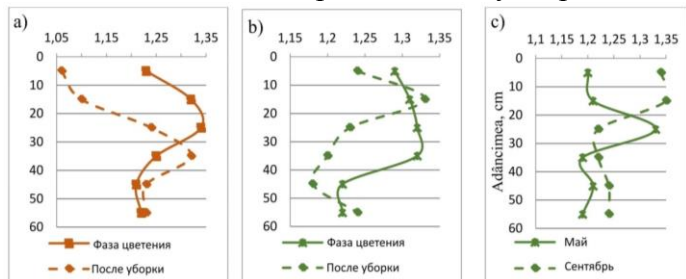 a)
1,05 1,15 1,25 1,35
0
10
20
30
40
50
60
Фаза цветения
После уборки
b)
1,15 1,2 1,25 1,3 1,35
0
10
20
30
40
50
60
Фаза цветения
После уборки
c)
1,1 1,15 1,2 1,25 1,3 1,35
Adâncimea, cm
0
10
20
30
40
50
60
Май
Сентябрь